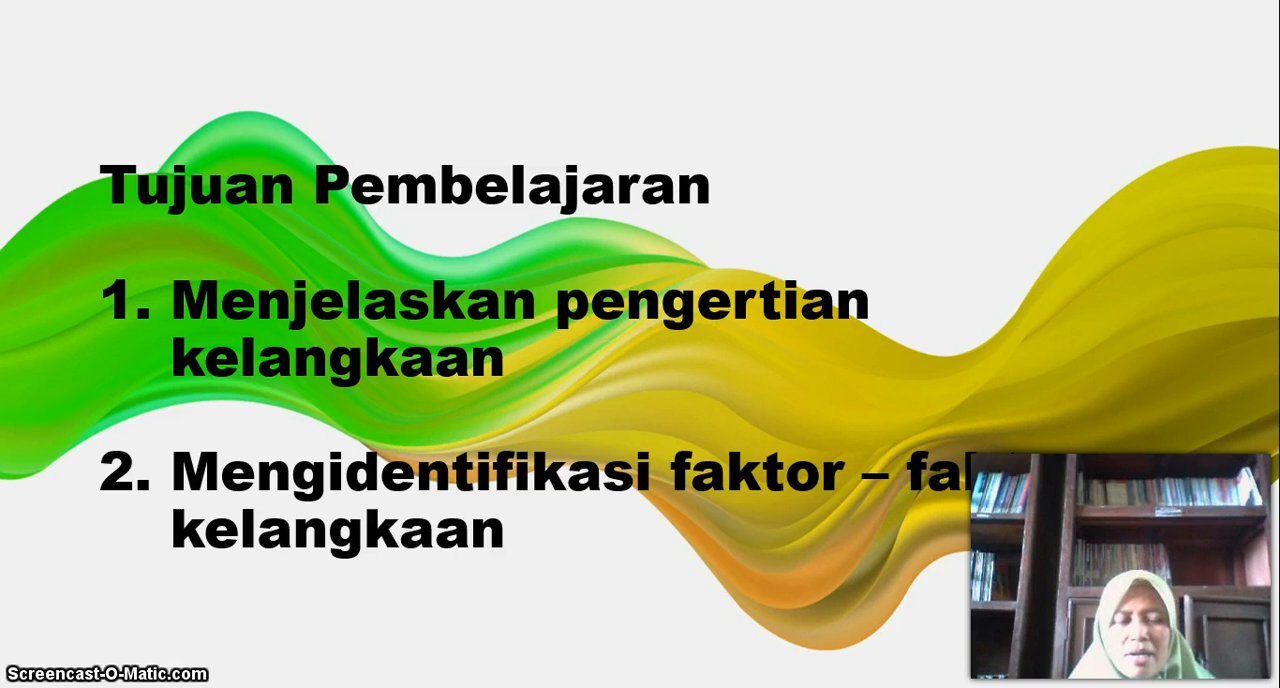 Tujuan Pembelajaran
1. Menjelaskan pengertian
kelangkaan
2. Mengidentifikasi faktor –
kelangkaan
Screencast-O-Matic.com